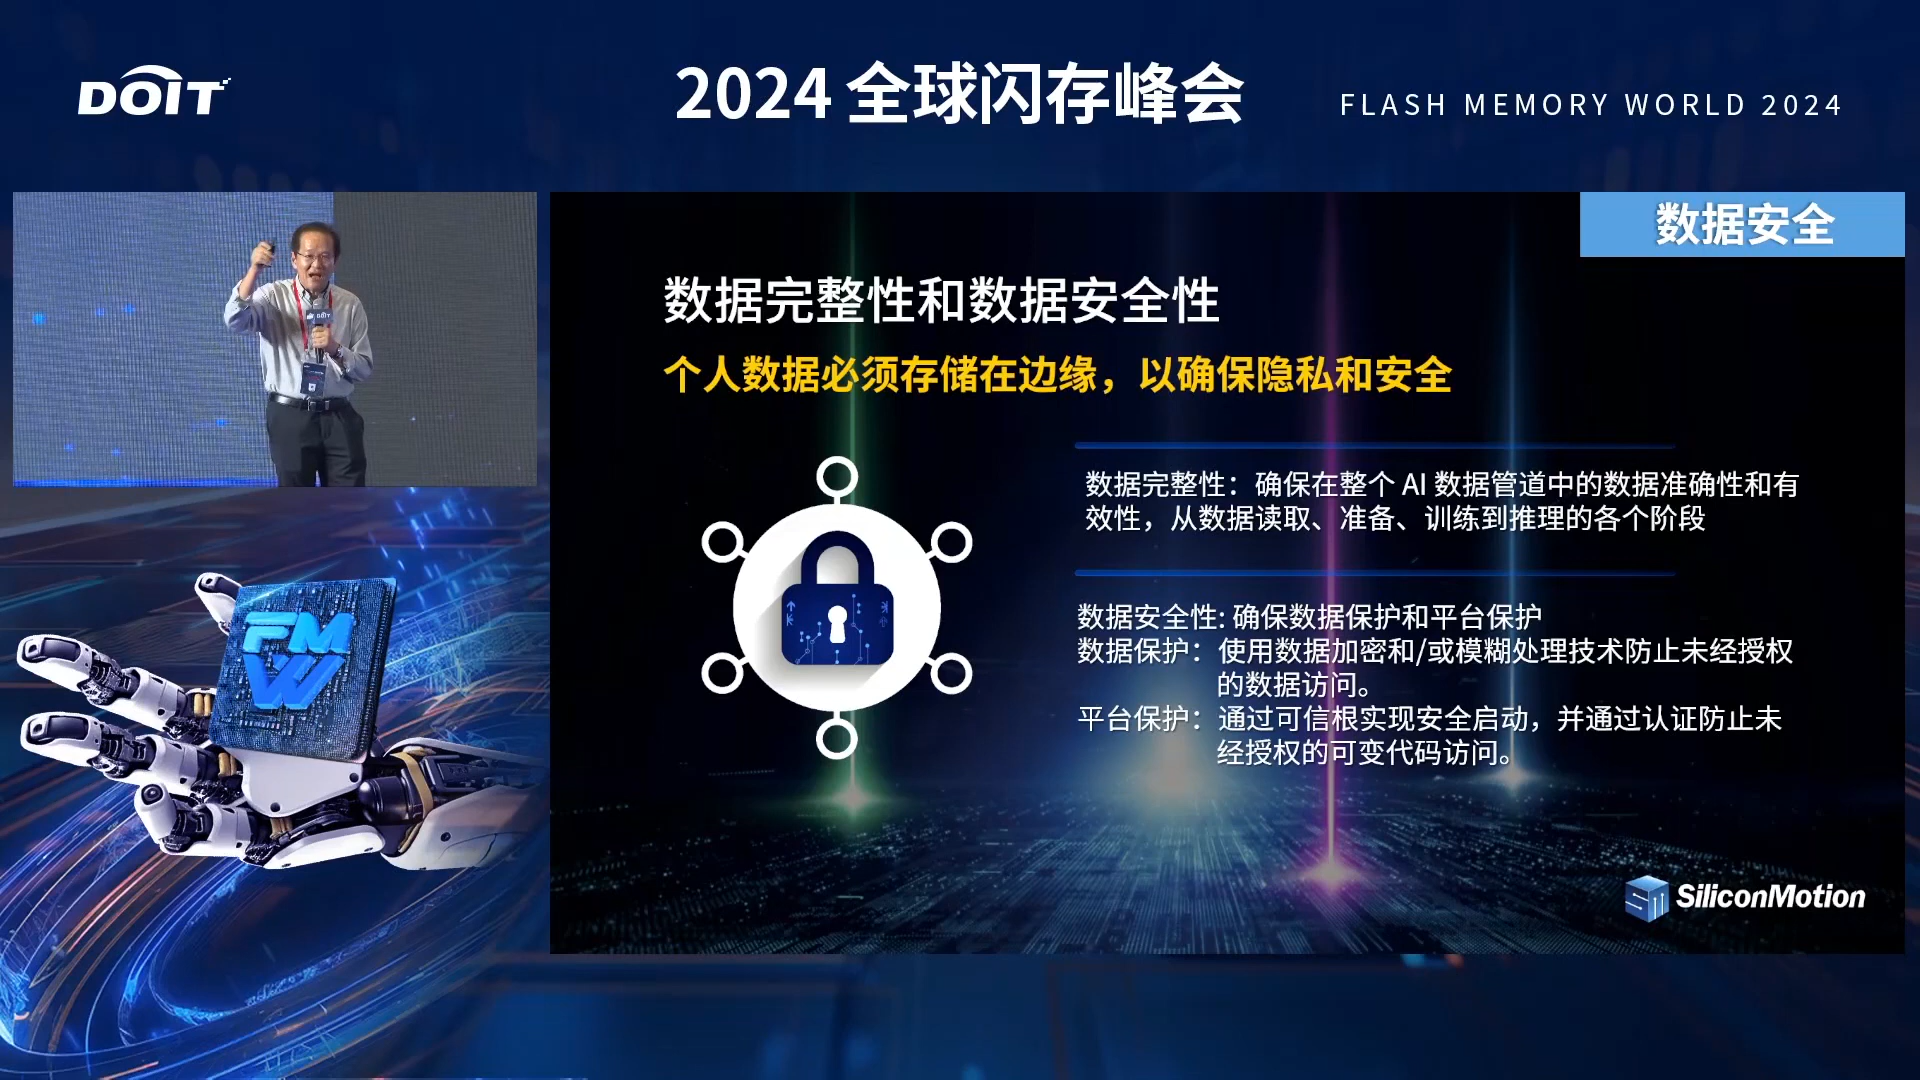 DOIT
2024 全球闪存峰会
FLASH MEMORY WORLD 2024
数据安全
数据完整性和数据安全性
个人数据必须存储在边缘，以确保隐私和安全
数据完整性：确保在整个 AI 数据管道中的数据准确性和有
效性，从数据读取、准备、训练到推理的各个阶段
数据安全性: 确保数据保护和平台保护
数据保护：使用数据加密和/或模糊处理技术防止未经授权
的数据访问。
平台保护：通过可信根实现安全启动，并通过认证防止未
经授权的可变代码访问。
DOIT
FMW
SiliconMotion